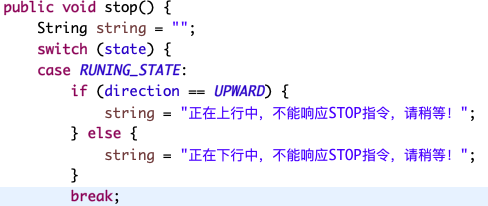 public void stop() {
String string = "";
switch (state) {
case RUNING_STATE:
if (direction == UPWARD) {
string = "正在上行中，不能响应STOP指令，请稍等！";
} else {
string = "正在下行中，不能响应STOP指令，请稍等！";
}
break;